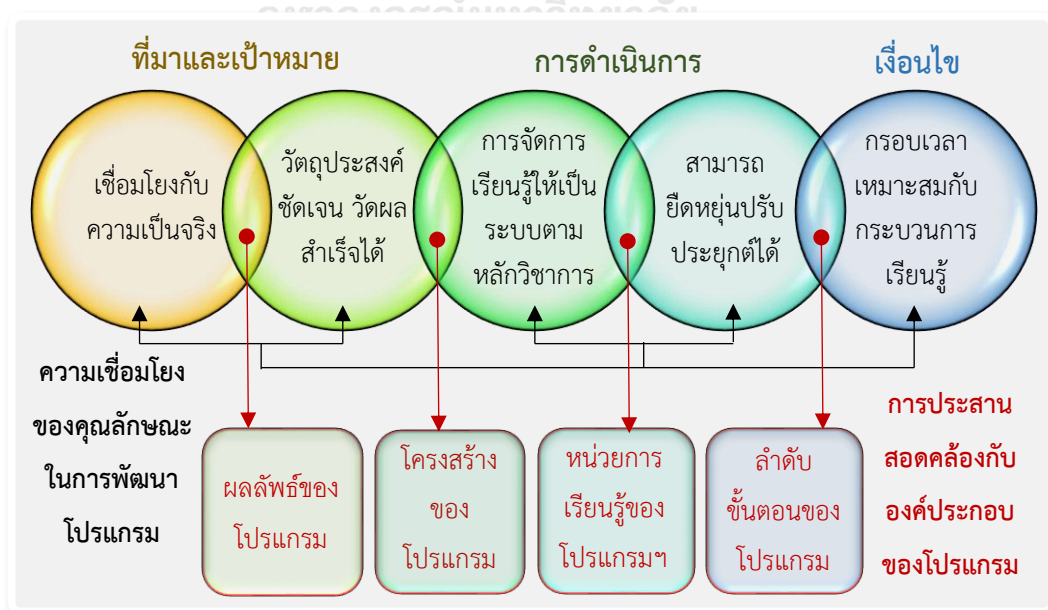 ที่มาและเป้าหมาย
การดำเนินการ
เงื่อนไข
เชื่อมโยงกับ
ความเป็นจริง
วัตถุประสงค์
ชัดเจน วัดผล
สำเร็จได้
การจัดการ
เรียนรู้ให้เป็น
ระบบตาม
หลักวิชาการ
สามารถ
ยืดหยุ่นปรับ
ประยุกต์ได้
กรอบเวลา
เหมาะสมกับ
กระบวนการ
เรียนรู้
ความเชื่อมโยง
ของคุณลักษณะ
ในการพัฒนา
โปรแกรม
ผลลัพธ์ของ
โปรแกรม
โครงสร้าง
ของ
โปรแกรม
หน่วยการ
เรียนรู้ของ
โปรแกรมฯ
ลำดับ
ขั้นตอนของ
โปรแกรม
การประสาน
สอดคล้องกับ
องค์ประกอบ
ของโปรแกรม